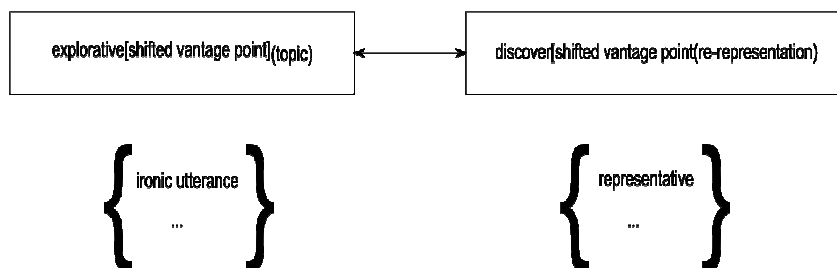 explorative[shifted vantage point](topic)
discover[shifted vantage point(re-representation)
{ ironic utterance }
...
{ representative }
...